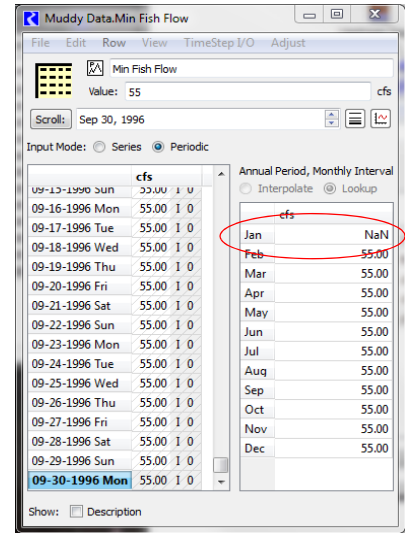 Muddy Data.Min Fish Flow
File Edit Row View TimeStep I/O Adjust
Min Fish Flow
Value: 55 cfs
Scroll: Sep 30, 1996
Input Mode: Series Periodic
cfs
09-15-1996 Sun 55.00 I 0
09-16-1996 Mon 55.00 I 0
09-17-1996 Tue 55.00 I 0
09-18-1996 Wed 55.00 I 0
09-19-1996 Thu 55.00 I 0
09-20-1996 Fri 55.00 I 0
09-21-1996 Sat 55.00 I 0
09-22-1996 Sun 55.00 I 0
09-23-1996 Mon 55.00 I 0
09-24-1996 Tue 55.00 I 0
09-25-1996 Wed 55.00 I 0
09-26-1996 Thu 55.00 I 0
09-27-1996 Fri 55.00 I 0
09-28-1996 Sat 55.00 I 0
09-29-1996 Sun 55.00 I 0
09-30-1996 Mon 55.00 I 0
Annual Period, Monthly Interval
Interpolate Lookup
cfs
Jan NaN
Feb 55.00
Mar 55.00
Apr 55.00
May 55.00
Jun 55.00
Jul 55.00
Aug 55.00
Sep 55.00
Oct 55.00
Nov 55.00
Dec 55.00
Show: Description